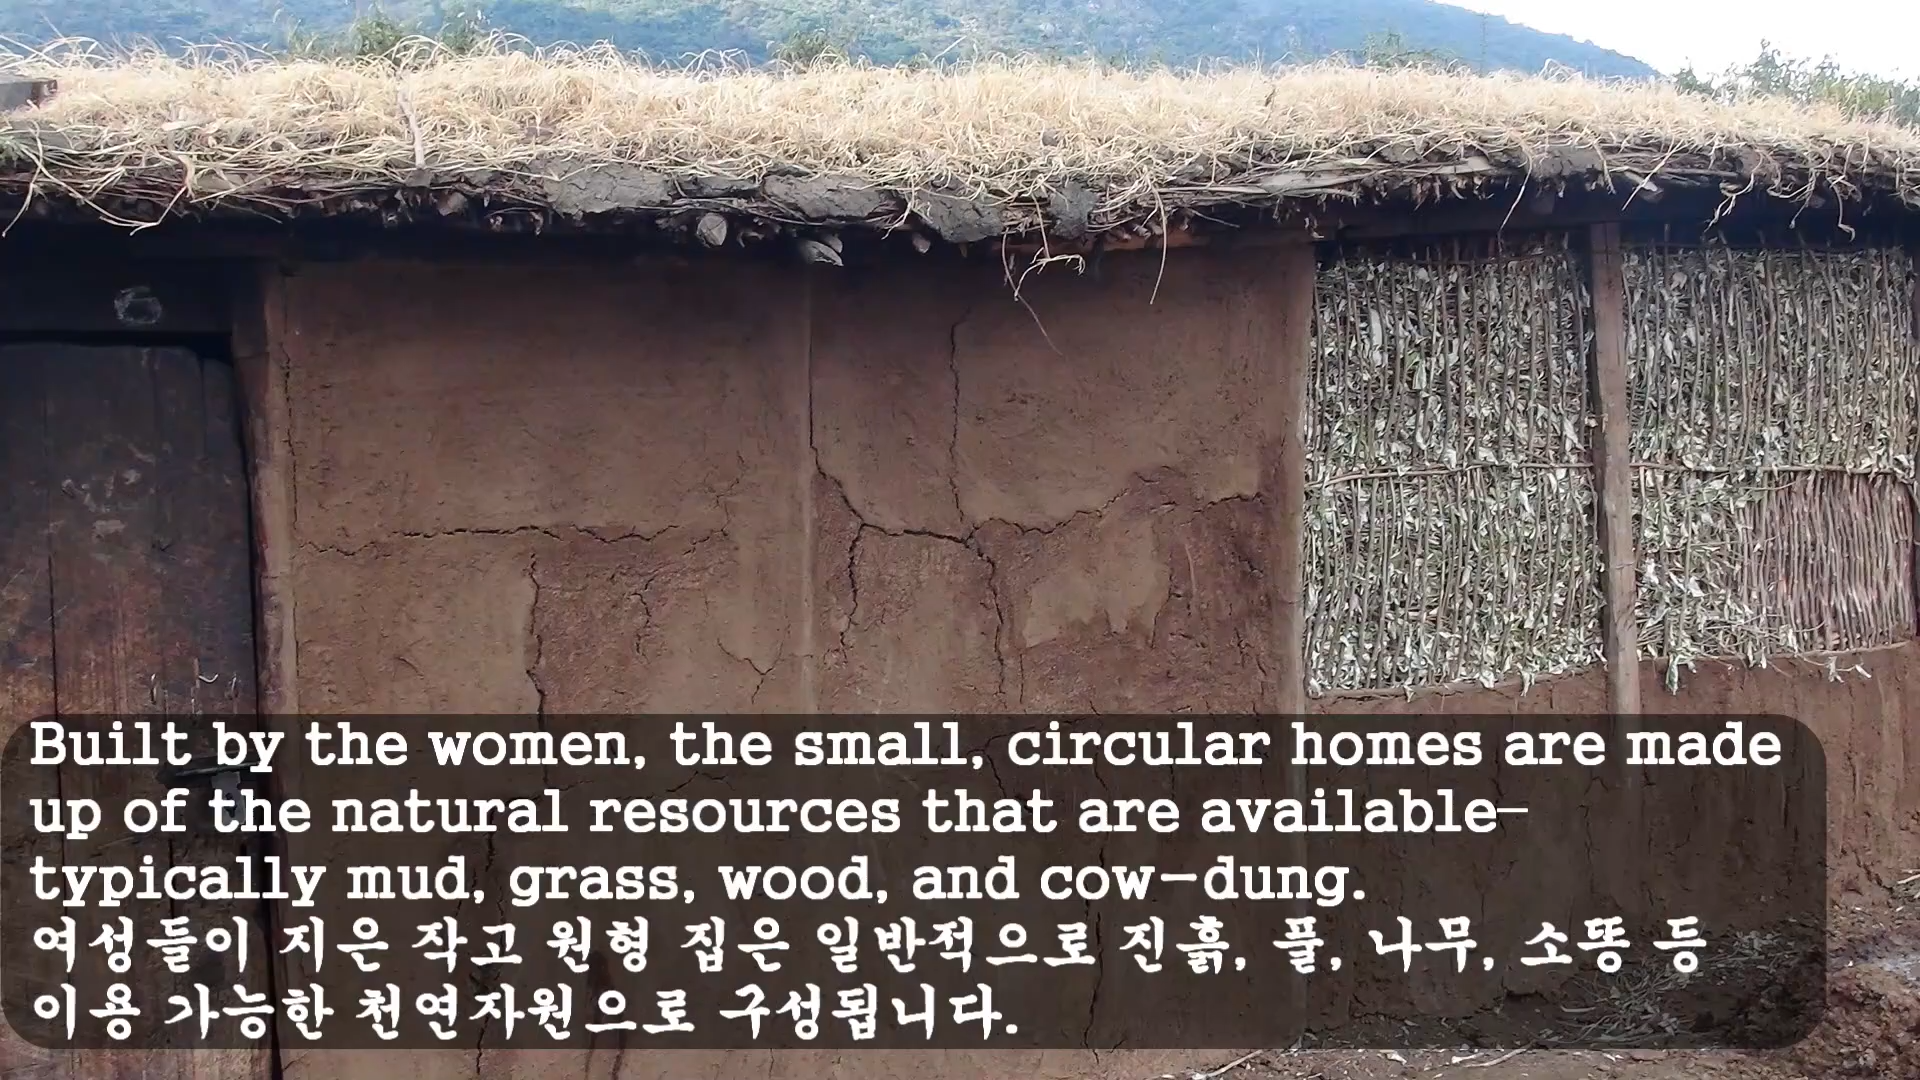 Built by the women, the small, circular homes are made
up of the natural resources that are available—
typically mud, grass, wood, and cow-dung.
여성들이 지은 작고 원형 집은 일반적으로 진흙, 풀, 나무, 소똥 등
이용 가능한 천연자원으로 구성됩니다.